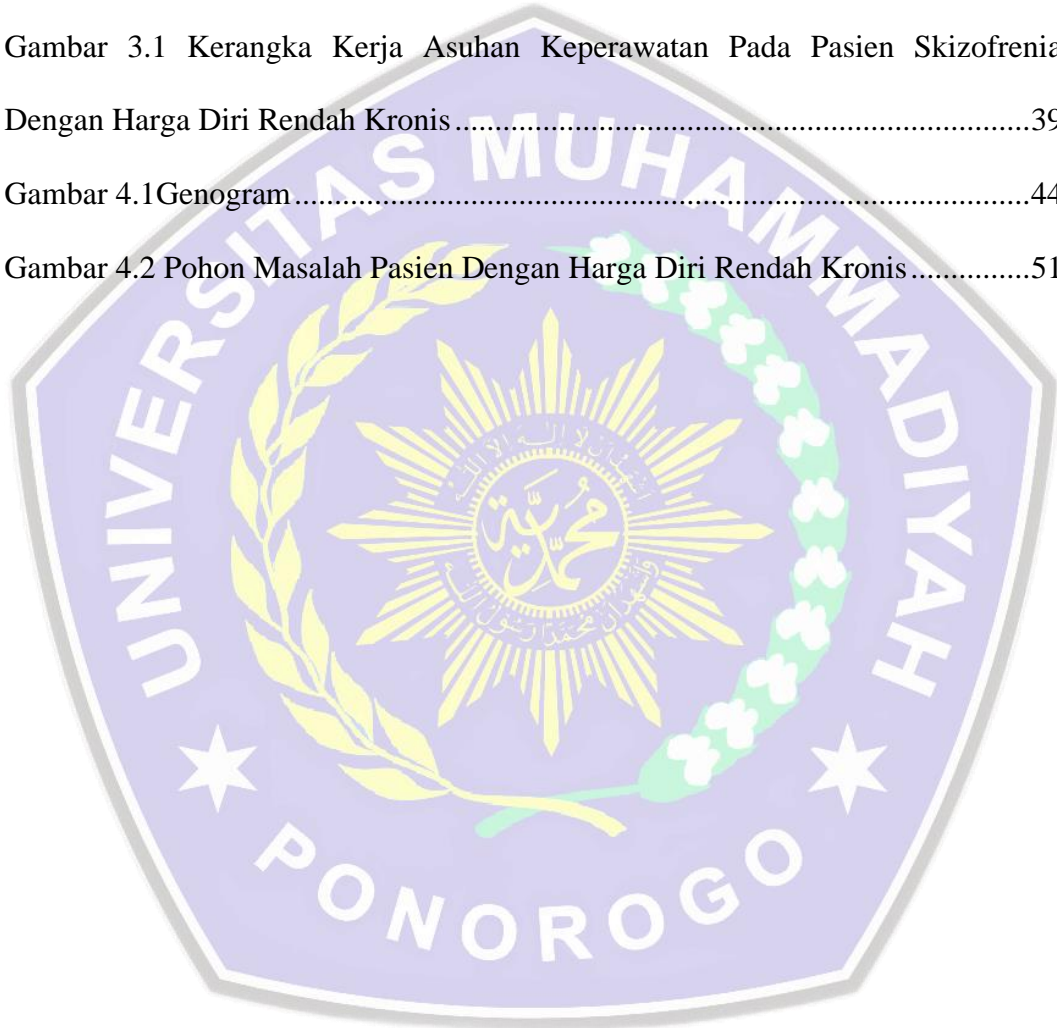 Gambar 3.1 Kerangka Kerja Asuhan Keperawatan Pada Pasien Skizofrenia
Dengan Harga Diri Rendah Kronis.......................................................................39
Gambar 4.1Genogram.........................................................................................44
Gambar 4.2 Pohon Masalah Pasien Dengan Harga Diri Rendah Kronis..............51
UNIVERSITAS MUHAMMADIYAH
PONOROGO
محمدية